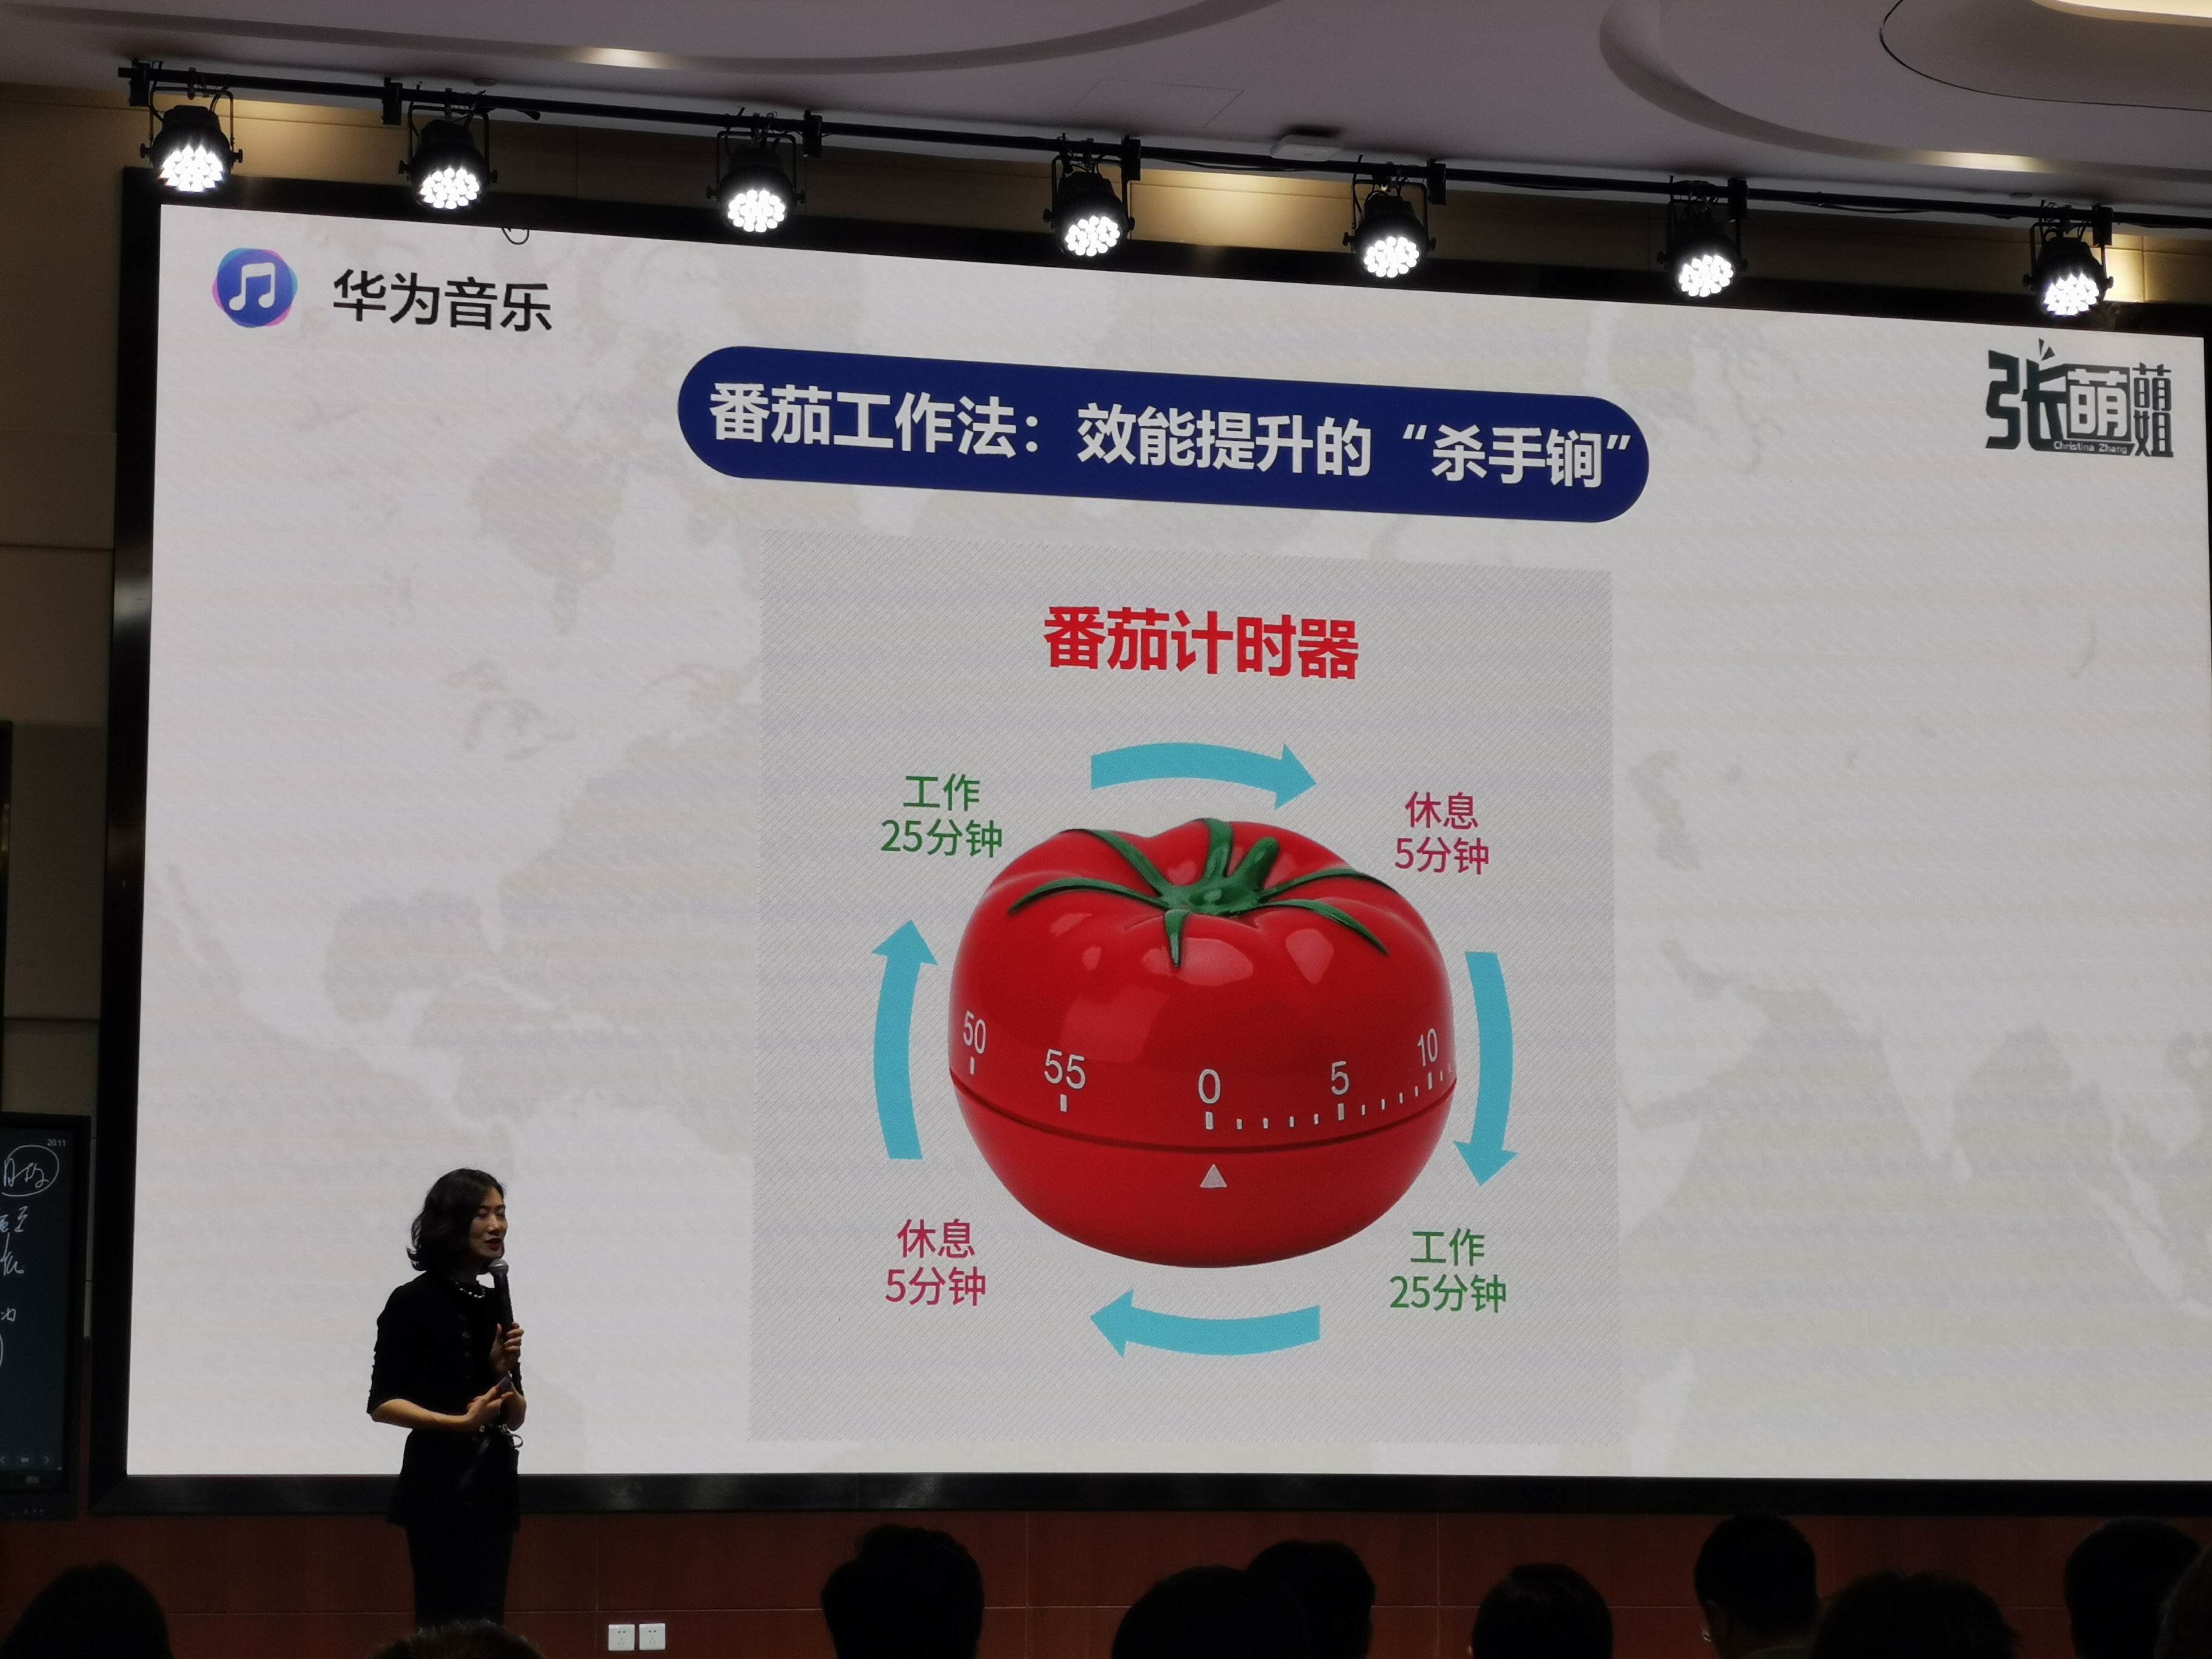 华为音乐
张萌萌姐
Christina Zhang
番茄工作法：效能提升的“杀手锏”
番茄计时器
工作
25分钟
休息
5分钟
50
55
0
5
10
休息
5分钟
工作
25分钟
20:11